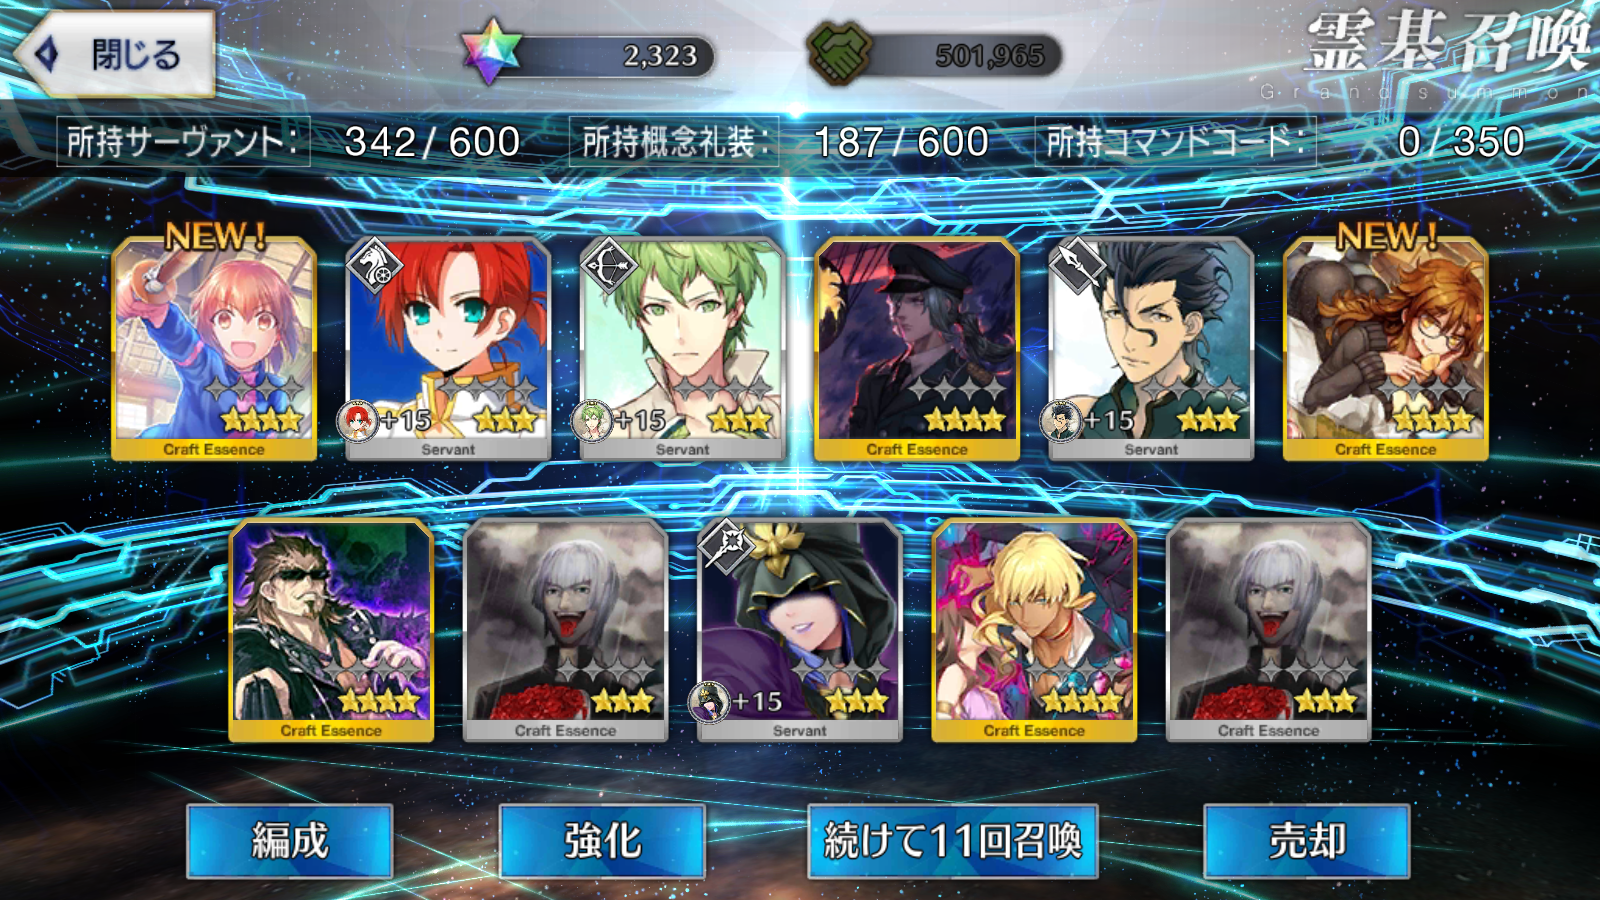 閉じる
2,323
501,965
霊基召喚
Grand summon
所持サーヴァント: 342 / 600
所持概念礼装: 187 / 600
所持コマンドコード: 0 / 350
NEW!
NEW!
+15
+15
+15
Craft Essence
Servant
Servant
Craft Essence
Servant
Craft Essence
+15
Craft Essence
Craft Essence
Servant
Craft Essence
Craft Essence
編成
強化
続けて11回召喚
売却